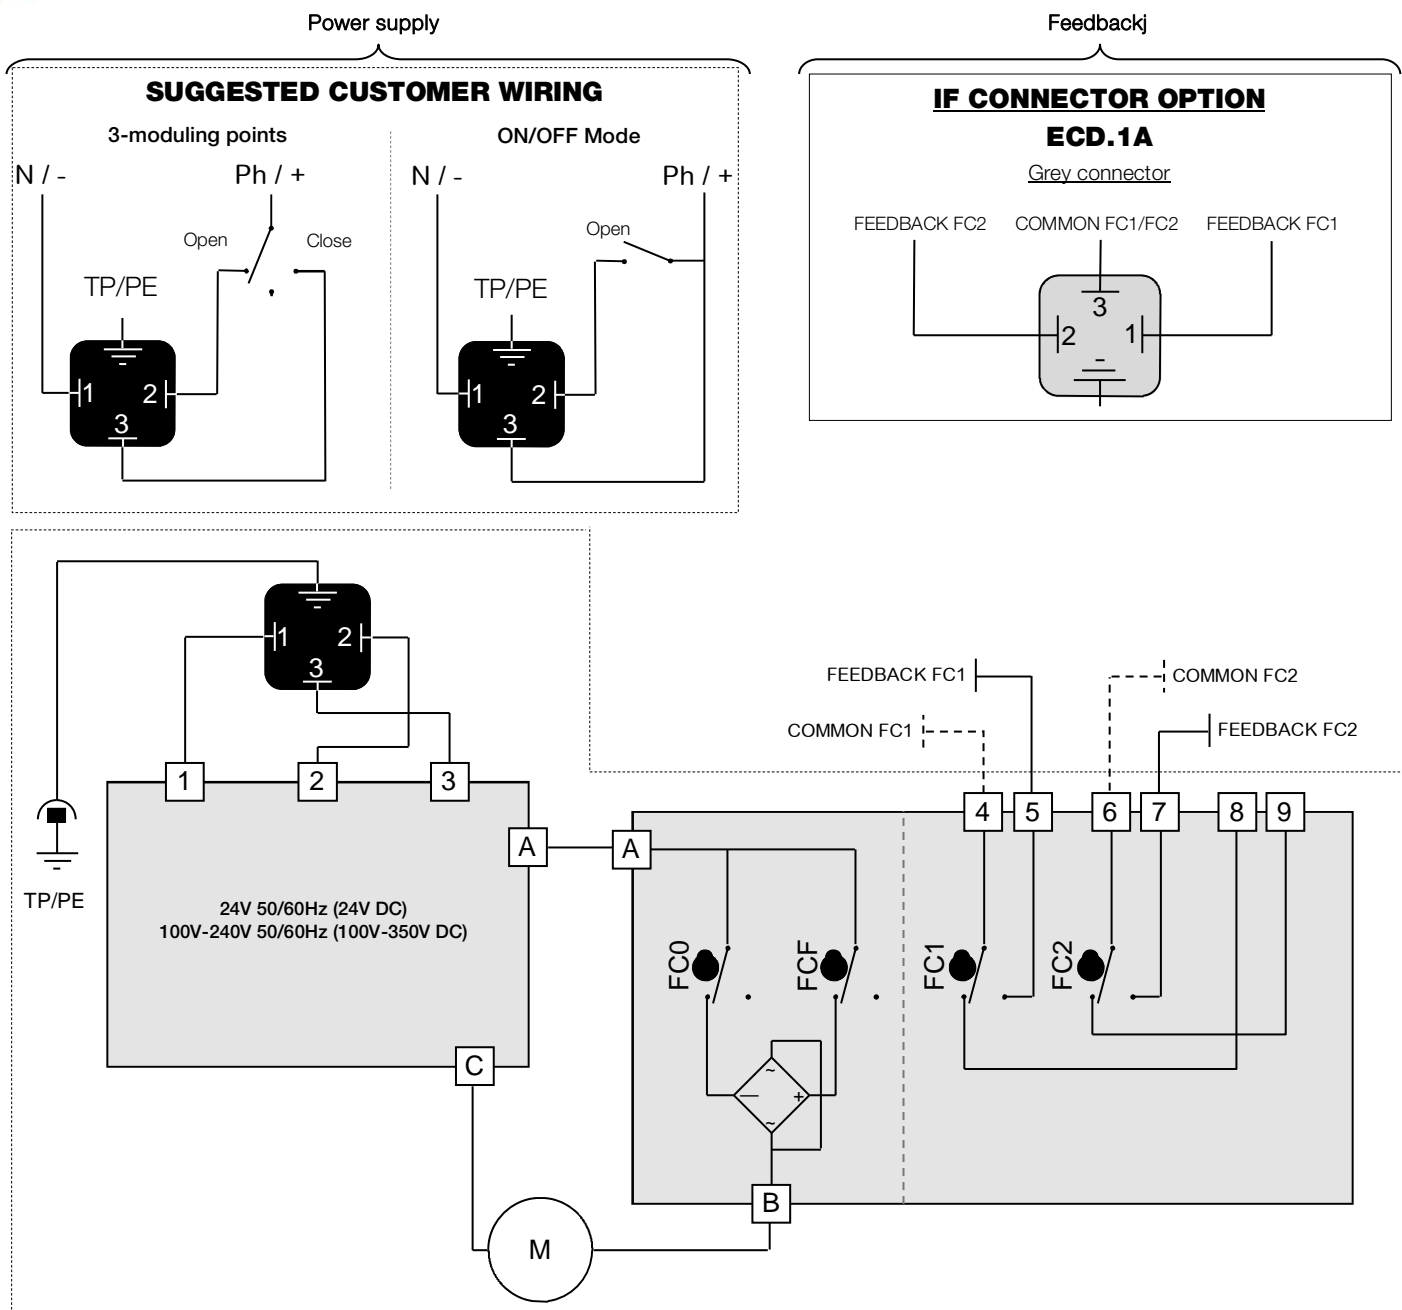 Power supply
SUGGESTED CUSTOMER WIRING
3-moduling points
N / -
Ph / +
Open
Close
TP/PE
1
2
3
ON/OFF Mode
N / -
Ph / +
Open
TP/PE
1
2
3
Feedbackj
IF CONNECTOR OPTION
ECD.1A
Grey connector
FEEDBACK FC2
COMMON FC1/FC2
FEEDBACK FC1
3
2
1
1
2
3
TP/PE
1
2
3
24V 50/60Hz (24V DC)
100V-240V 50/60Hz (100V-350V DC)
A
C
M
FEEDBACK FC1
COMMON FC2
COMMON FC1
FEEDBACK FC2
A
4
5
6
7
8
9
FC0
FCF
FC1
FC2
~
— +
~
B